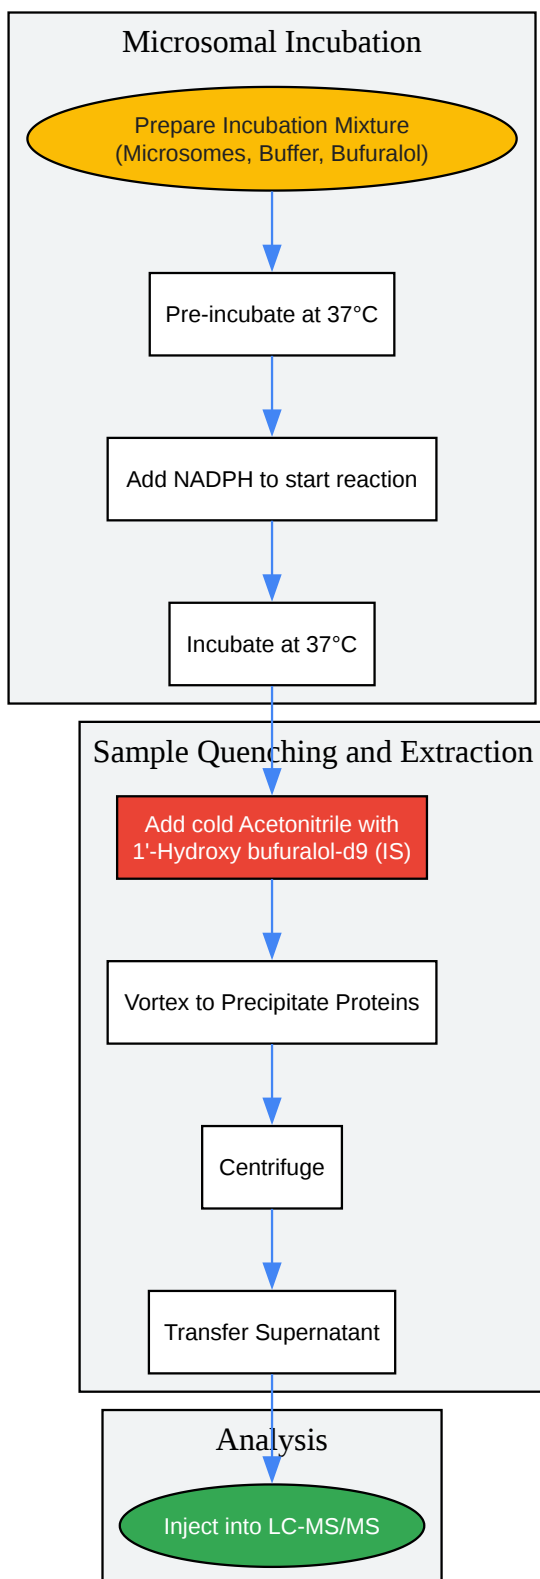 Microsomal Incubation
Prepare Incubation Mixture
(Microsomes, Buffer, Bufuralol)
Pre-incubate at 37°C
Add NADPH to start reaction
Incubate at 37°C
Sample Quenching and Extraction
Add cold Acetonitrile with
1'-Hydroxy bufuralol-d9 (IS)
Vortex to Precipitate Proteins
Centrifuge
Transfer Supernatant
Analysis
Inject into LC-MS/MS